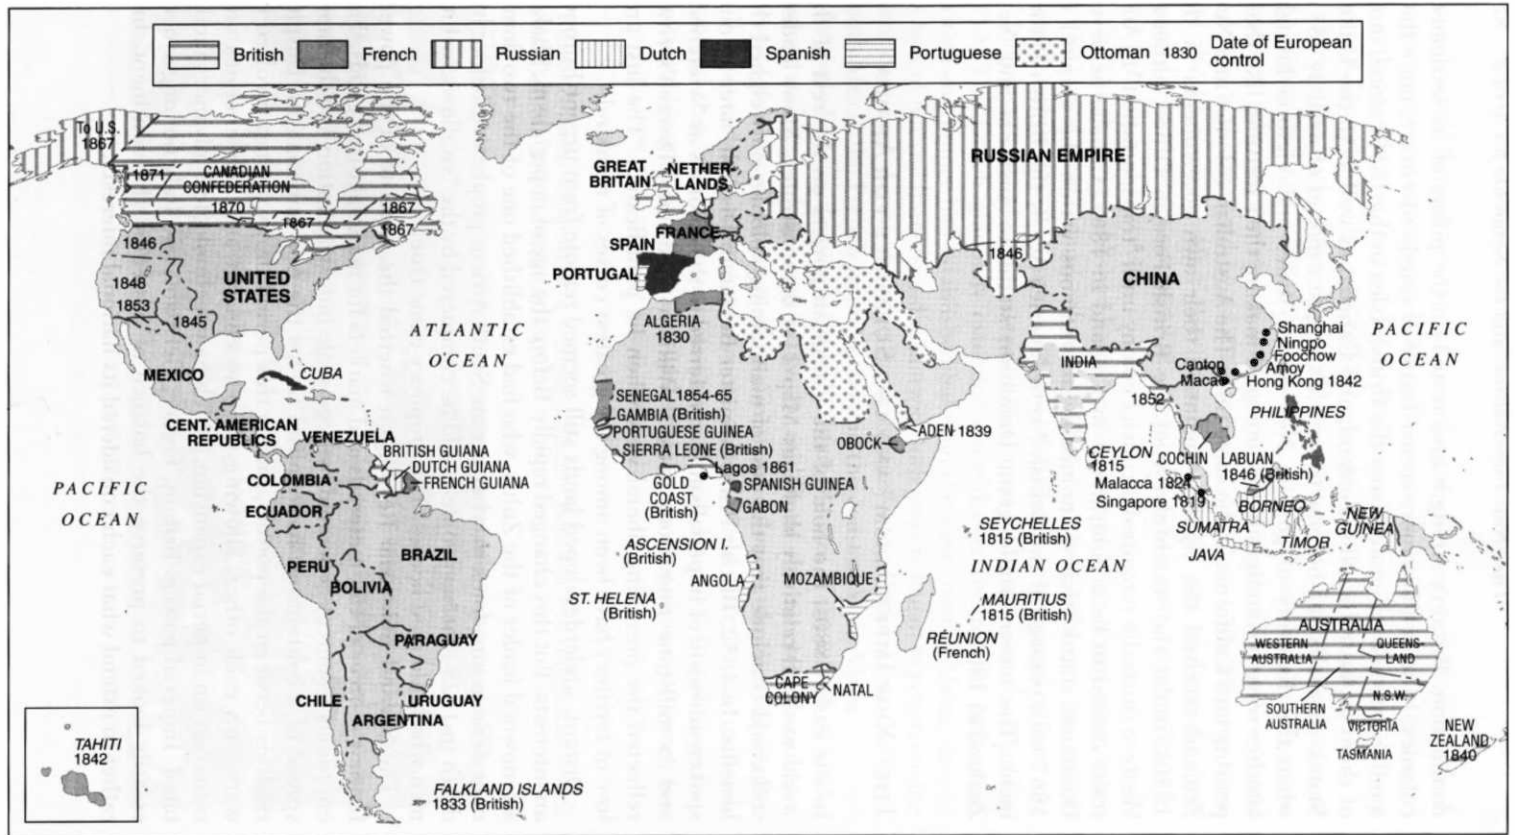 British
French
Russian
Dutch
Spanish
Portuguese
Ottoman
1830
Date of European
control
To U.S.
1867
1871
CANADIAN
CONFEDERATION
1870
1867
1867
1867
1846
1848
1853
1845
UNITED
STATES
MEXICO
CUBA
CENT. AMERICAN
REPUBLICS
VENEZUELA
BRITISH GUIANA
DUTCH GUIANA
FRENCH GUIANA
COLOMBIA
ECUADOR
PERU
BRAZIL
BOLIVIA
PARAGUAY
CHILE
URUGUAY
ARGENTINA
FALKLAND ISLANDS
1833 (British)
TAHITI
1842
PACIFIC
OCEAN
ATLANTIC
OCEAN
GREAT
BRITAIN
NETHER-
LANDS
FRANCE
SPAIN
PORTUGAL
RUSSIAN EMPIRE
1846
CHINA
ALGERIA
1830
SENEGAL 1854-65
GAMBIA (British)
PORTUGUESE GUINEA
SIERRA LEONE (British)
Lagos 1861
GOLD
COAST
(British)
SPANISH GUINEA
GABON
ASCENSION I.
(British)
ST. HELENA
(British)
ANGOLA
MOZAMBIQUE
CAPE
COLONY
NATAL
OBOCK
ADEN 1839
INDIA
1852
CEYLON
1815
Malacca
Singapore 1819
COCHIN
LABUAN
1846 (British)
Shanghai
Ningpo
Foochow
Amoy
Canton
Macao
Hong Kong 1842
PHILIPPINES
PACIFIC
OCEAN
BORNEO
SUMATRA
JAVA
TIMOR
NEW
GUINEA
SEYCHELLES
1815 (British)
INDIAN OCEAN
MAURITIUS
1815 (British)
RÉUNION
(French)
AUSTRALIA
WESTERN
AUSTRALIA
QUEENS-
LAND
N.S.W.
SOUTHERN
AUSTRALIA
VICTORIA
TASMANIA
NEW
ZEALAND
1840